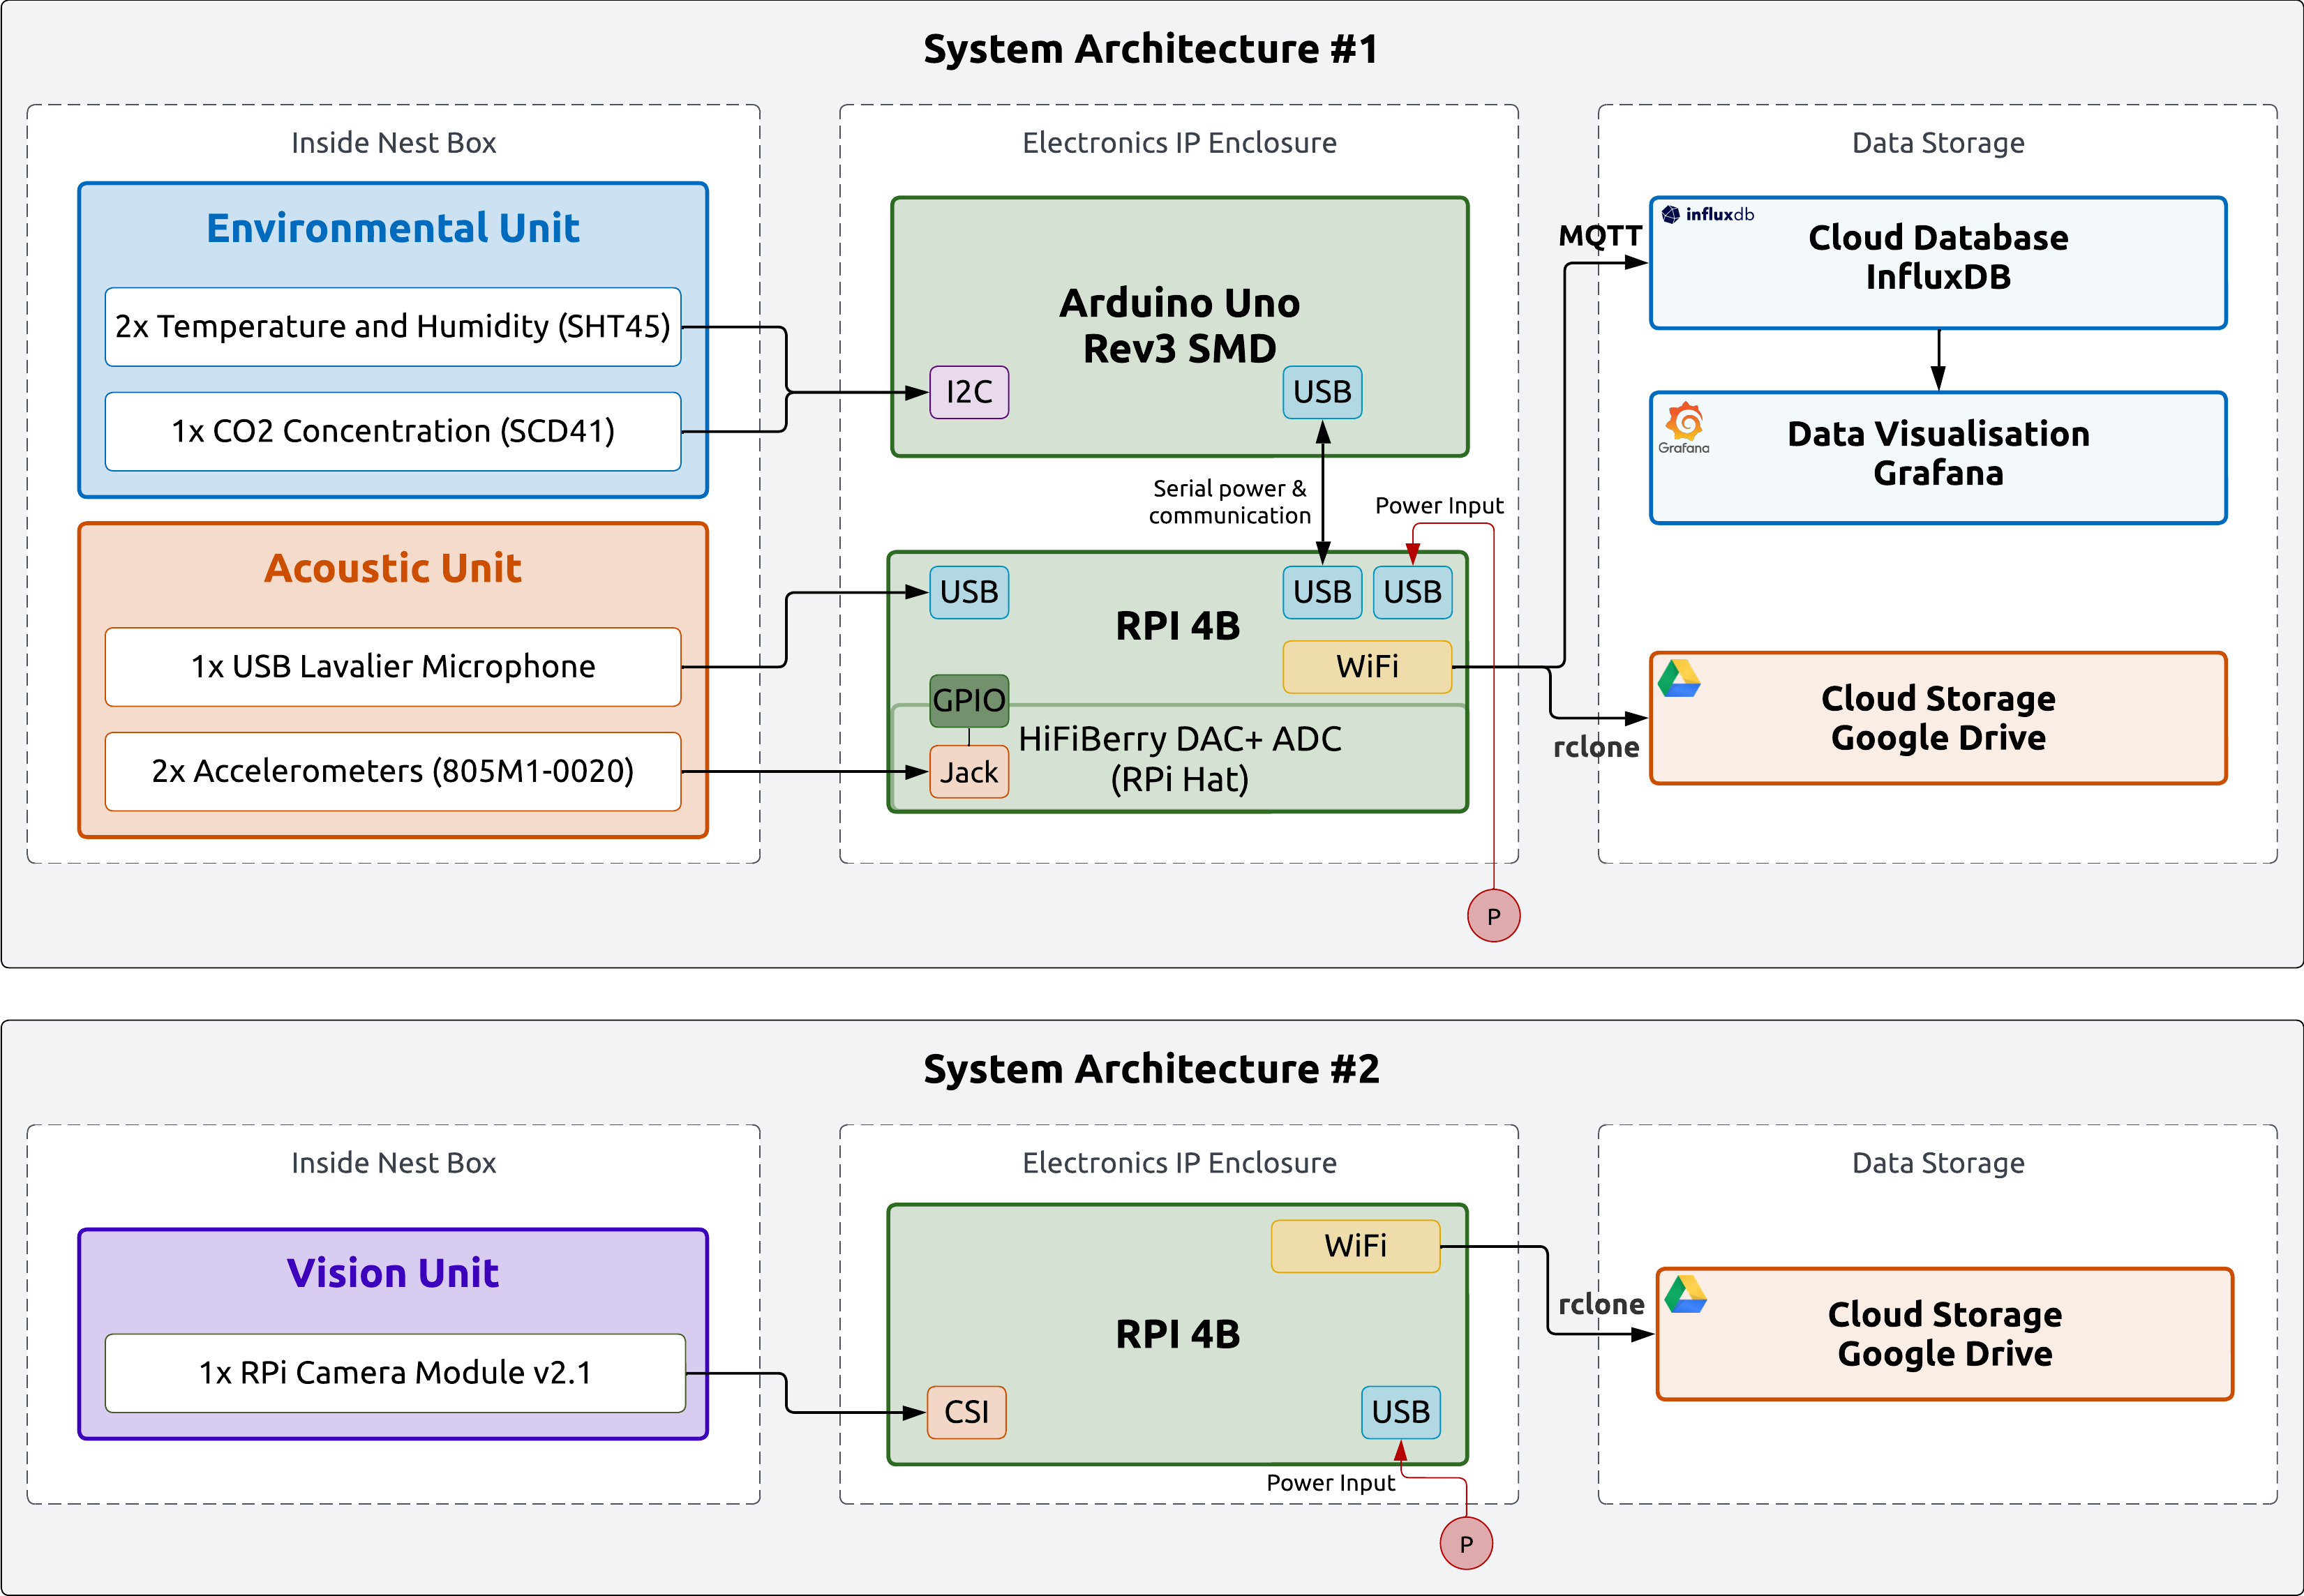 System Architecture #1
Inside Nest Box
Environmental Unit
2x Temperature and Humidity (SHT45)
1x CO2 Concentration (SCD41)
Acoustic Unit
1x USB Lavalier Microphone
2x Accelerometers (805M1-0020)
Electronics IP Enclosure
Arduino Uno
Rev3 SMD
I2C
USB
Serial power &
communication
Power Input
USB
USB
USB
RPI 4B
WiFi
GPIO
HiFiBerry DAC+ ADC
(RPi Hat)
Jack
P
Data Storage
MQTT
influxdb
Cloud Database
InfluxDB
Grafana
Data Visualisation
Grafana
rclone
Cloud Storage
Google Drive
System Architecture #2
Inside Nest Box
Vision Unit
1x RPi Camera Module v2.1
Electronics IP Enclosure
WiFi
RPI 4B
CSI
USB
Power Input
P
Data Storage
rclone
Cloud Storage
Google Drive